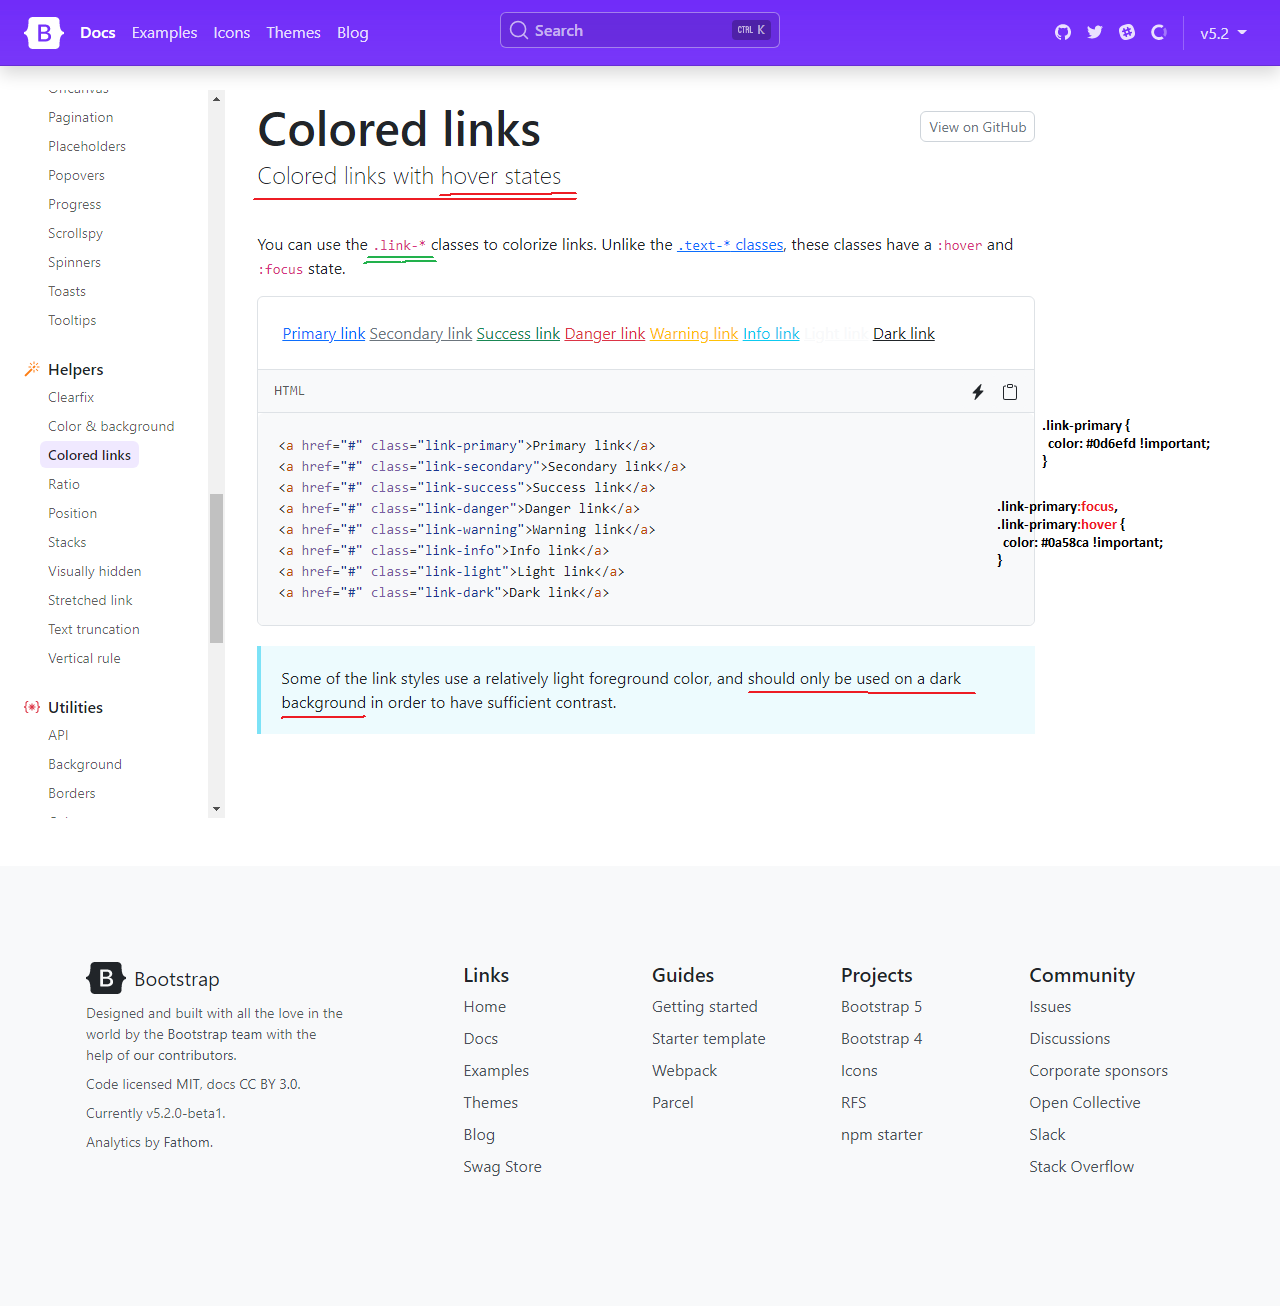 B Docs Examples Icons Themes Blog Search CTRL K v5.2
Offcanvas
Pagination
Placeholders
Popovers
Progress
Scrollspy
Spinners
Toasts
Tooltips
Helpers
Clearfix
Color & background
Colored links
Ratio
Position
Stacks
Visually hidden
Stretched link
Text truncation
Vertical rule
Utilities
API
Background
Borders
Colored links
View on GitHub
Colored links with hover states
You can use the .link-* classes to colorize links. Unlike the .text-* classes, these classes have a :hover and
:focus state.
Primary link Secondary link Success link Danger link Warning link Info link Light link Dark link
HTML
<a href="#" class="link-primary">Primary link</a>
<a href="#" class="link-secondary">Secondary link</a>
<a href="#" class="link-success">Success link</a>
<a href="#" class="link-danger">Danger link</a>
<a href="#" class="link-warning">Warning link</a>
<a href="#" class="link-info">Info link</a>
<a href="#" class="link-light">Light link</a>
<a href="#" class="link-dark">Dark link</a>
.link-primary {
color: #0d6efd !important;
}
.link-primary:focus,
.link-primary:hover {
color: #0a58ca !important;
}
Some of the link styles use a relatively light foreground color, and should only be used on a dark
background in order to have sufficient contrast.
B Bootstrap
Designed and built with all the love in the
world by the Bootstrap team with the
help of our contributors.
Code licensed MIT, docs CC BY 3.0.
Currently v5.2.0-beta1.
Analytics by Fathom.
Links
Home
Docs
Examples
Themes
Blog
Swag Store
Guides
Getting started
Starter template
Webpack
Parcel
Projects
Bootstrap 5
Bootstrap 4
Icons
RFS
npm starter
Community
Issues
Discussions
Corporate sponsors
Open Collective
Slack
Stack Overflow